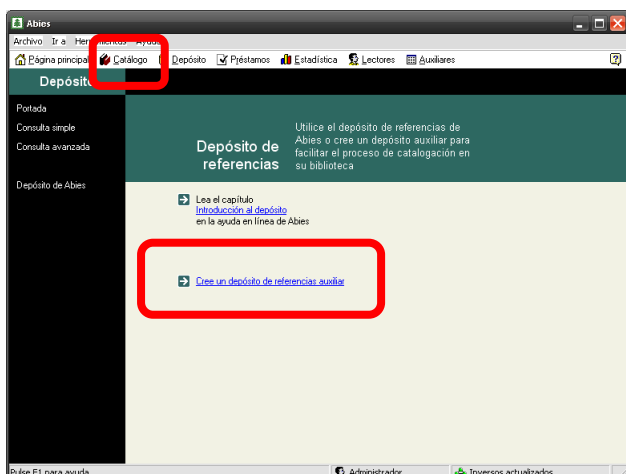 Abies
Archivo Ir a Herramientas Ayuda
Página principal Catálogo Depósito Préstamos Estadística Lectores Auxiliares
Depósito
Portada
Consulta simple
Consulta avanzada
Depósito de Abies
Depósito de
referencias
Utilice el depósito de referencias de
Abies o cree un depósito auxiliar para
facilitar el proceso de catalogación en
su biblioteca
Lea el capítulo
Introducción al depósito
en la ayuda en línea de Abies
Cree un depósito de referencias auxiliar
Pulse F1 para ayuda
Administrador
Inversos actualizados